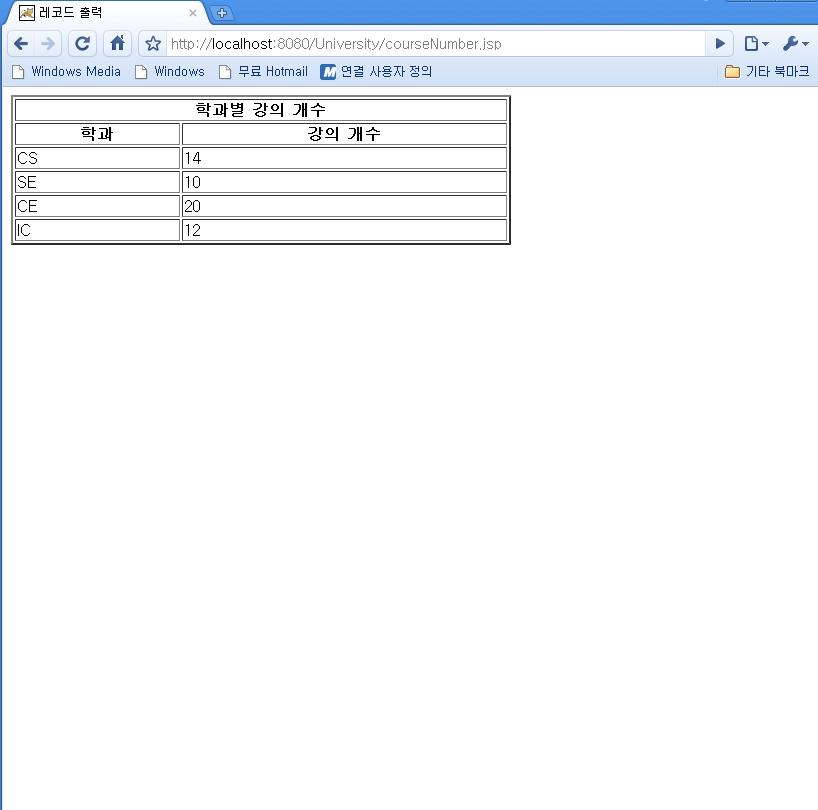 레코드 출력
http://localhost:8080/University/courseNumber.jsp
Windows Media Windows 무료 Hotmail 연결 사용자 정의 기타 북마크
학과별 강의 개수
학과 강의 개수
CS 14
SE 10
CE 20
IC 12